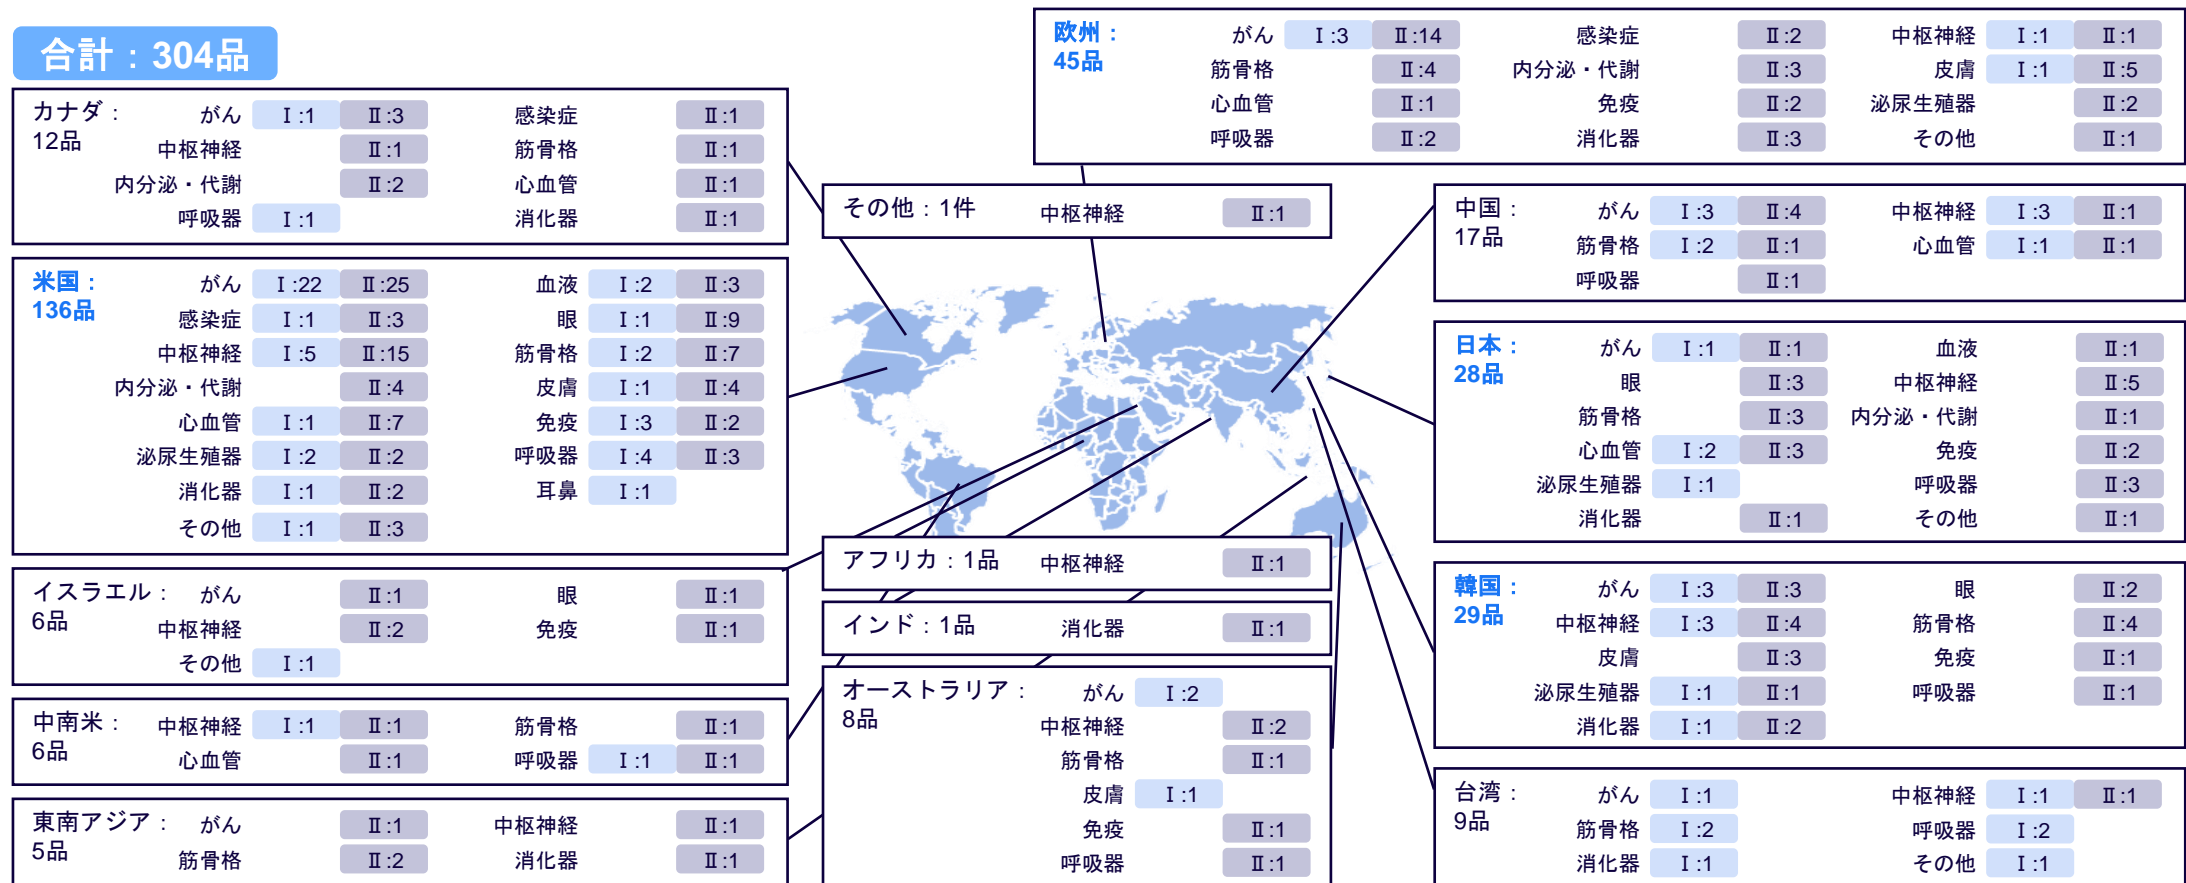 合計：304品
欧州：
45品
がん Ⅰ:3 Ⅱ:14 感染症 Ⅱ:2 中枢神経 Ⅰ:1 Ⅱ:1
筋骨格 Ⅱ:4 内分泌・代謝 Ⅱ:3 皮膚 Ⅰ:1 Ⅱ:5
心血管 Ⅱ:1 免疫 Ⅱ:2 泌尿生殖器 Ⅱ:2
呼吸器 Ⅱ:2 消化器 Ⅱ:3 その他 Ⅱ:1
カナダ：
12品
がん Ⅰ:1 Ⅱ:3 感染症 Ⅱ:1
中枢神経 Ⅱ:1 筋骨格 Ⅱ:1
内分泌・代謝 Ⅱ:2 心血管 Ⅱ:1
呼吸器 Ⅰ:1 消化器 Ⅱ:1
その他：1件 中枢神経 Ⅱ:1
中国：
17品
がん Ⅰ:3 Ⅱ:4 中枢神経 Ⅰ:3 Ⅱ:1
筋骨格 Ⅰ:2 Ⅱ:1 心血管 Ⅰ:1 Ⅱ:1
呼吸器 Ⅱ:1
米国：
136品
がん Ⅰ:22 Ⅱ:25 血液 Ⅰ:2 Ⅱ:3
感染症 Ⅰ:1 Ⅱ:3 眼 Ⅰ:1 Ⅱ:9
中枢神経 Ⅰ:5 Ⅱ:15 筋骨格 Ⅰ:2 Ⅱ:7
内分泌・代謝 Ⅱ:4 皮膚 Ⅰ:1 Ⅱ:4
心血管 Ⅰ:1 Ⅱ:7 免疫 Ⅰ:3 Ⅱ:2
泌尿生殖器 Ⅰ:2 Ⅱ:2 呼吸器 Ⅰ:4 Ⅱ:3
消化器 Ⅰ:1 Ⅱ:2 耳鼻 Ⅰ:1
その他 Ⅰ:1 Ⅱ:3
日本：
28品
がん Ⅰ:1 Ⅱ:1 血液 Ⅱ:1
眼 Ⅱ:3 中枢神経 Ⅱ:5
筋骨格 Ⅱ:3 内分泌・代謝 Ⅱ:1
心血管 Ⅰ:2 Ⅱ:3 免疫 Ⅱ:2
泌尿生殖器 Ⅰ:1 呼吸器 Ⅱ:3
消化器 Ⅱ:1 その他 Ⅱ:1
アフリカ：1品 中枢神経 Ⅱ:1
インド：1品 消化器 Ⅱ:1
イスラエル：
6品
がん Ⅱ:1 眼 Ⅱ:1
中枢神経 Ⅱ:2 免疫 Ⅱ:1
その他 Ⅰ:1
韓国：
29品
がん Ⅰ:3 Ⅱ:3 眼 Ⅱ:2
中枢神経 Ⅰ:3 Ⅱ:4 筋骨格 Ⅱ:4
皮膚 Ⅱ:3 免疫 Ⅱ:1
泌尿生殖器 Ⅰ:1 Ⅱ:1 呼吸器 Ⅱ:1
消化器 Ⅰ:1 Ⅱ:2
オーストラリア：
8品
がん Ⅰ:2
中枢神経 Ⅱ:2
筋骨格 Ⅱ:1
皮膚 Ⅰ:1
免疫 Ⅱ:1
呼吸器 Ⅱ:1
中南米：
6品
中枢神経 Ⅰ:1 Ⅱ:1 筋骨格 Ⅱ:1
心血管 Ⅱ:1 呼吸器 Ⅰ:1 Ⅱ:1
東南アジア：
5品
がん Ⅱ:1 中枢神経 Ⅱ:1
筋骨格 Ⅱ:2 消化器 Ⅱ:1
台湾：
9品
がん Ⅰ:1 中枢神経 Ⅰ:1 Ⅱ:1
筋骨格 Ⅰ:2 呼吸器 Ⅰ:2
消化器 Ⅰ:1 その他 Ⅰ:1